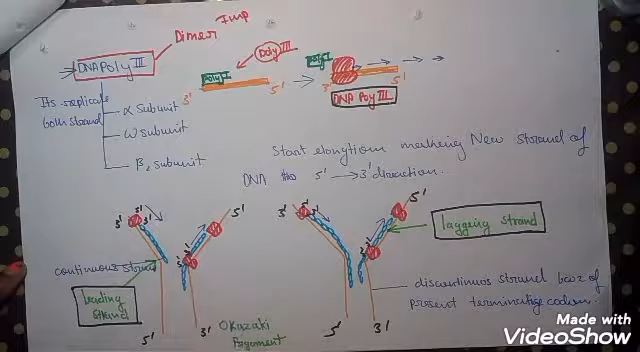 Imp
Dimer
DNA Poly III
Poly III
Poly I
3' 5'
Poly I
3' 5'
DNA Poly III
Its replicate
both strand
α Subunit
ω Subunit
β₂ subunit
Start elongtion making New strand of
DNA 5' → 3' direction.
3' 5' 3' 5'
3' 5' 5'
lagging strand
continuous strand
leading
strand
discontinuous strand of
present terminating codon.
5' 3'
Okazaki
fragment
5' 3'
Made with
VideoShow